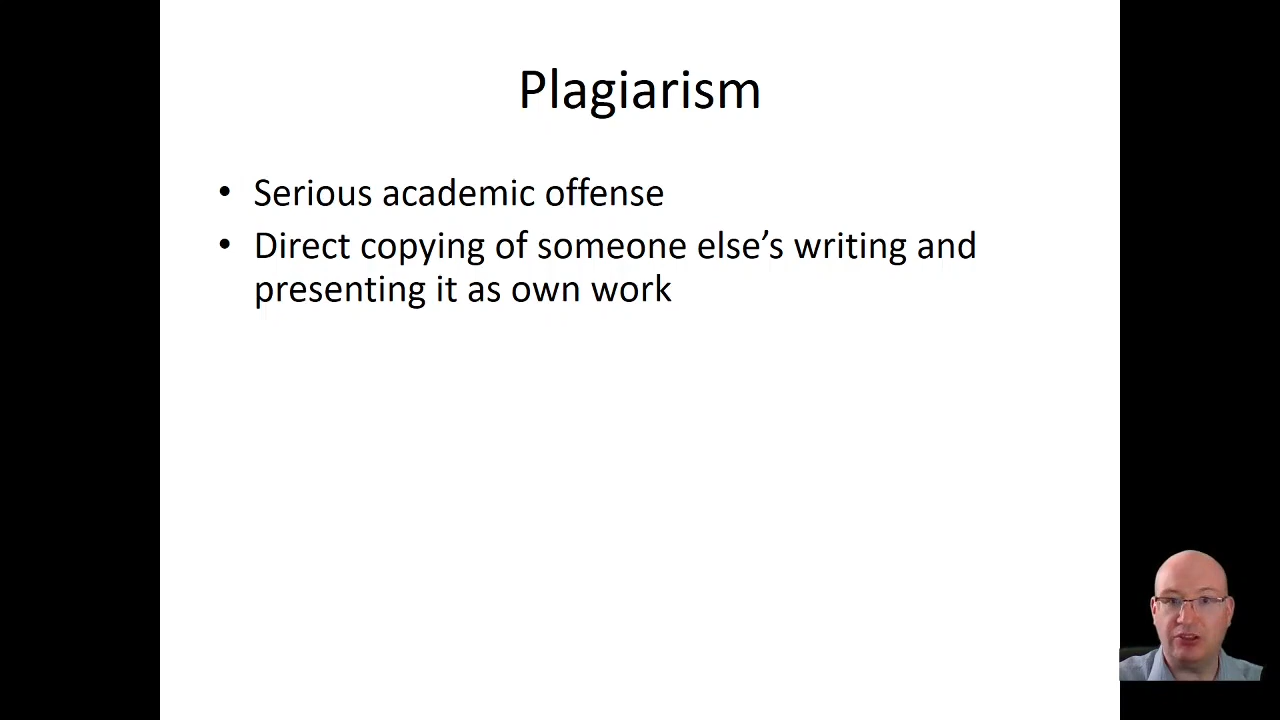 Plagiarism
• Serious academic offense
• Direct copying of someone else’s writing and
presenting it as own work